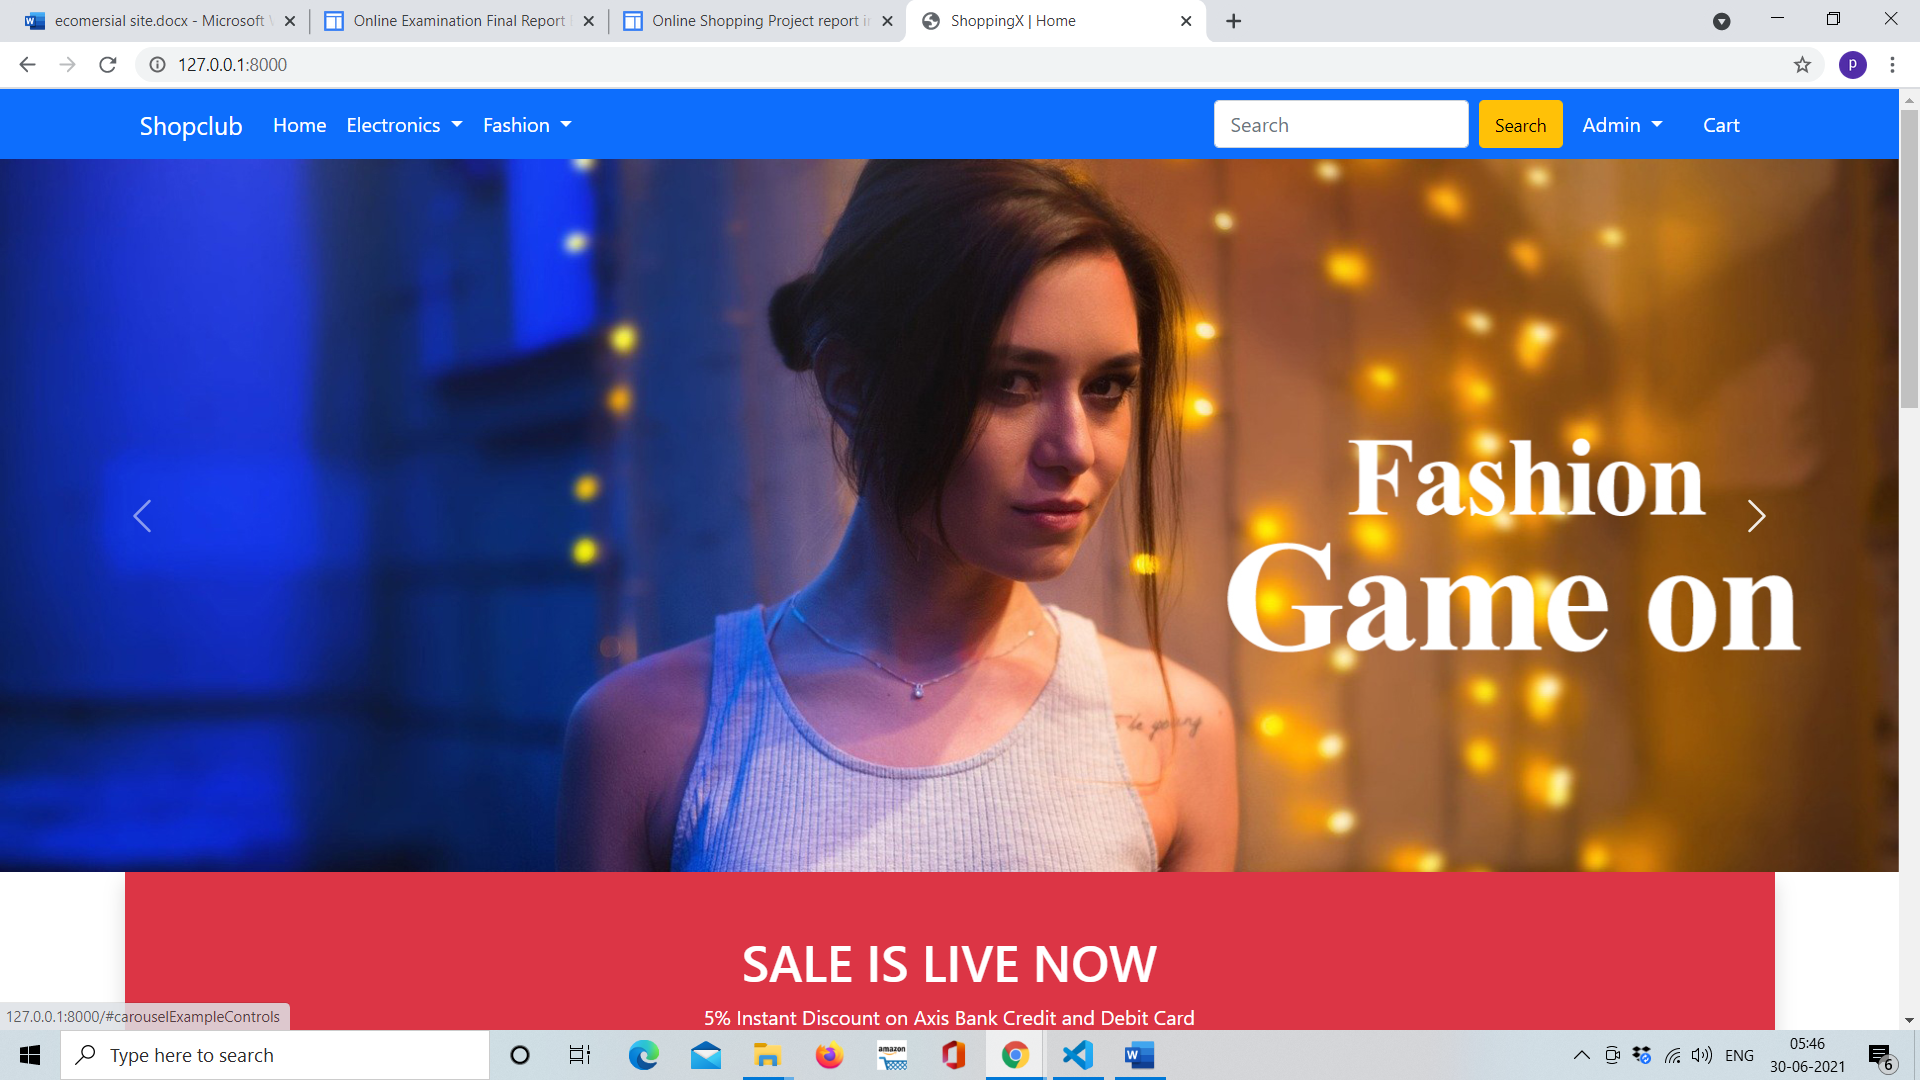 ecomersial site.docx - Microsoft
Online Examination Final Report
Online Shopping Project report in
ShoppingX | Home
127.0.0.1:8000
P
Shopclub
Home
Electronics
Fashion
Search
Search
Admin
Cart
Fashion
Game on
SALE IS LIVE NOW
5% Instant Discount on Axis Bank Credit and Debit Card
127.0.0.1:8000/#carouselExampleControls
Type here to search
amazon
W
ENG
05:46
30-06-2021
6